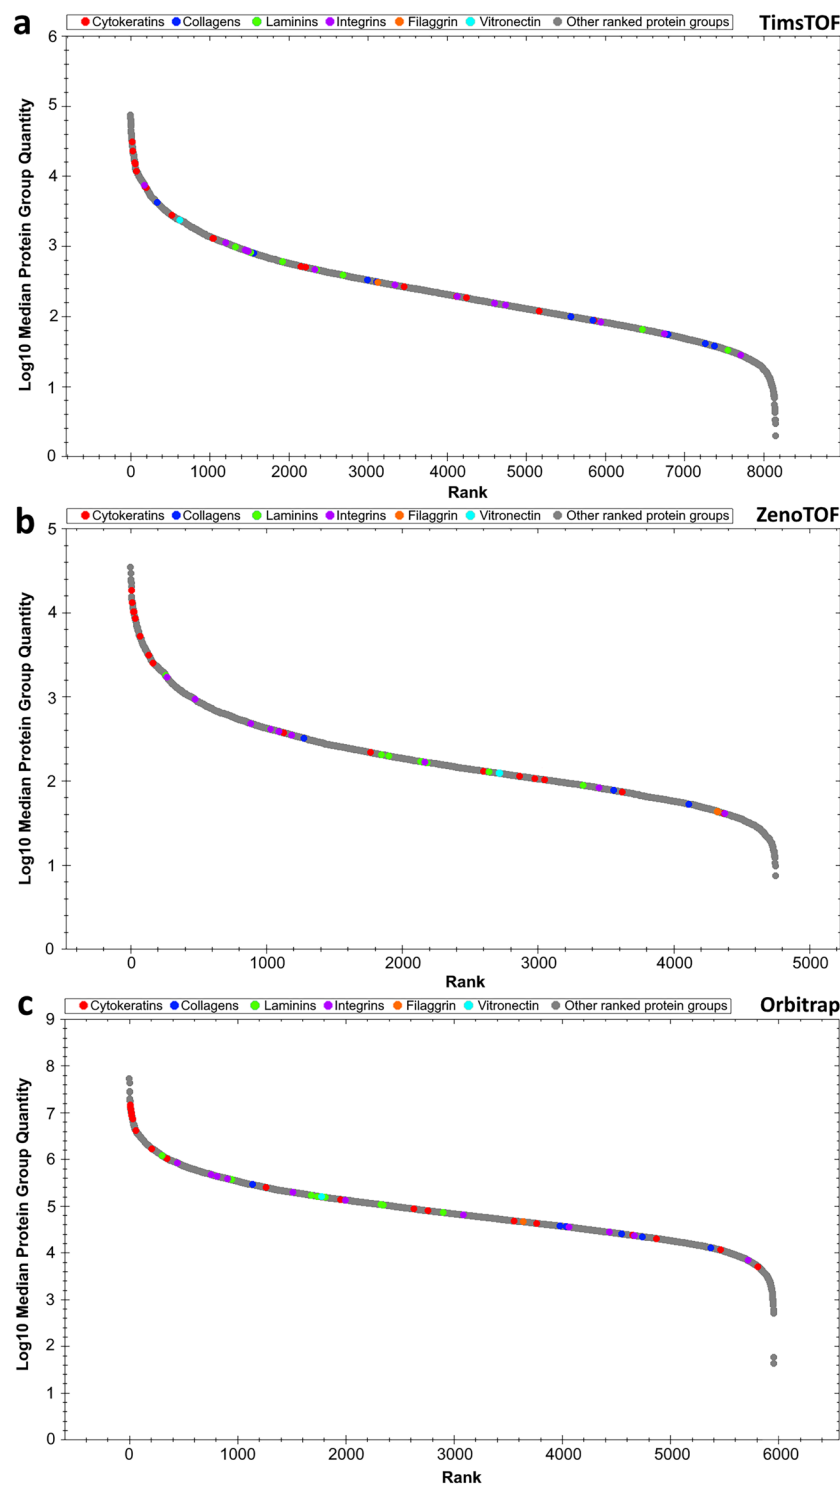 a
Cytokeratins Collagens Laminins Integrins Filaggrin Vitronectin Other ranked protein groups
TimsTOF
6
5
4
3
2
1
0
Log10 Median Protein Group Quantity
0 1000 2000 3000 4000 5000 6000 7000 8000
Rank
b
Cytokeratins Collagens Laminins Integrins Filaggrin Vitronectin Other ranked protein groups
ZenoTOF
5
4
3
2
1
0
Log10 Median Protein Group Quantity
0 1000 2000 3000 4000 5000
Rank
c
Cytokeratins Collagens Laminins Integrins Filaggrin Vitronectin Other ranked protein groups
Orbitrap
9
8
7
6
5
4
3
2
1
0
Log10 Median Protein Group Quantity
0 1000 2000 3000 4000 5000 6000
Rank